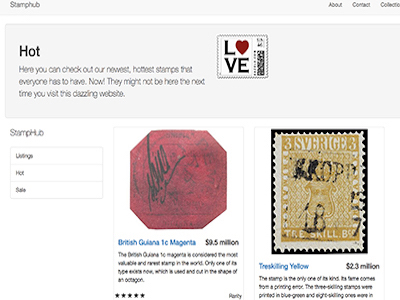 Stamphub
About Contact Collection
Hot
LOVE
Here you can check out our newest, hottest stamps that
everyone has to have. Now! They might not be here the next
time you visit this dazzling website.
StampHub
Listings
Hot
Sale
British Guiana 1c Magenta $9.5 million
The British Guiana 1c magenta is considered the most
valuable and rarest stamp in the world. Only one of its
type exists now, which is used and cut in the shape of
an octagon.
★★★★★ Rarity
3 SVERIGE 3
18
Treskilling Yellow $2.3 million
The stamp is the only one of its kind. Its fame comes
from a printing error. The three-skilling stamps were
printed in blue-green and eight-skilling ones were in